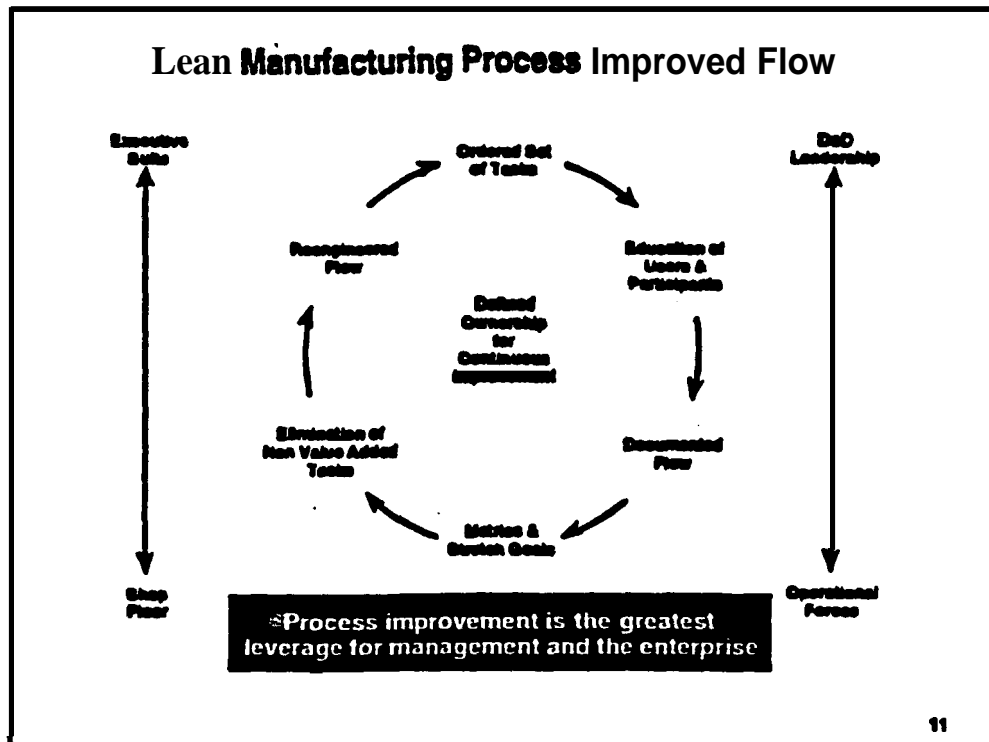 Lean Manufacturing Process Improved Flow
Executive
Suite
Ordered Set
of Tasks
DoD
Leadership
Reengineered
Flow
Education of
Users &
Participants
Defined
Ownership
for
Continuous
Improvement
Elimination of
Non Value Added
Tasks
Documented
Flow
Metrics &
Stretch Goals
Shop
Floor
Operational
Forces
Process improvement is the greatest
leverage for management and the enterprise
11